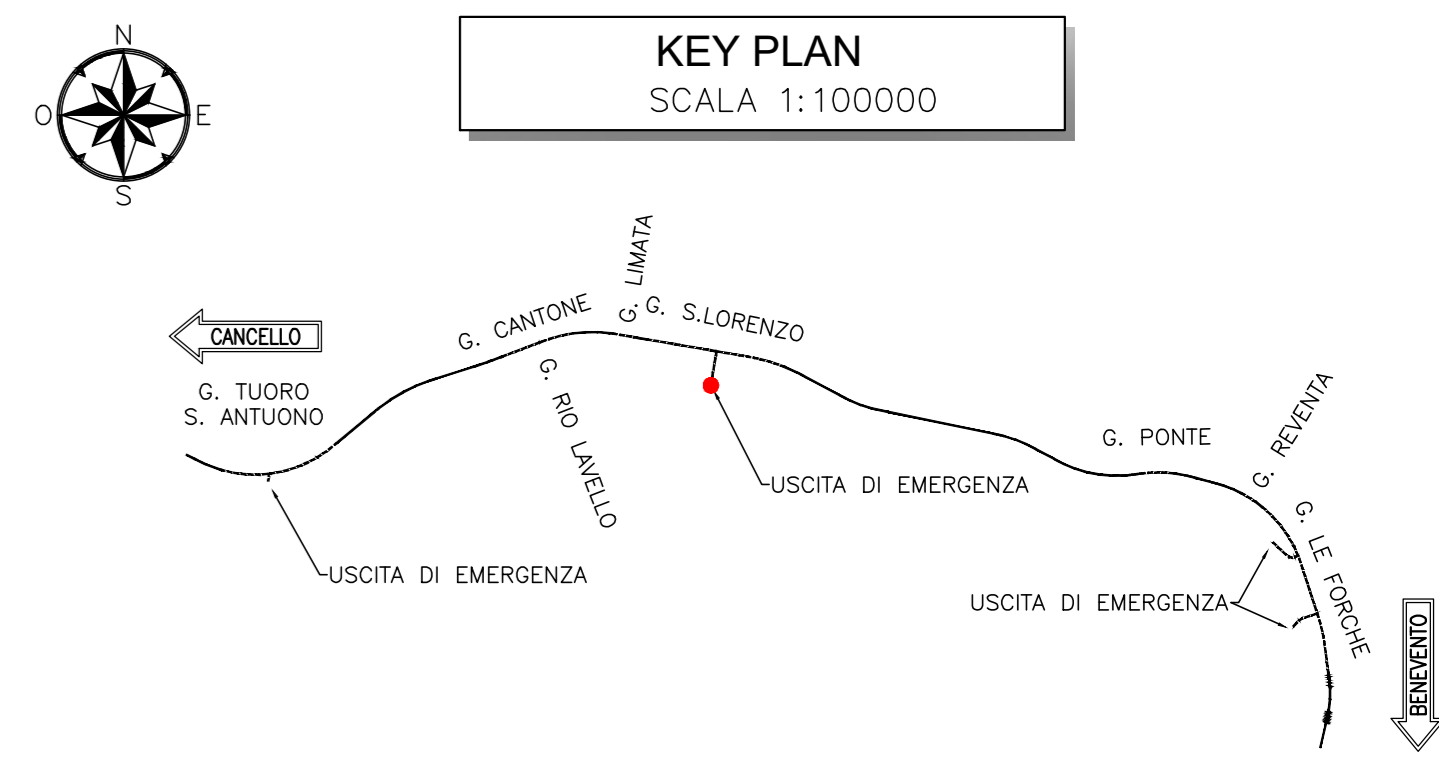 N
O
E
S
KEY PLAN
SCALA 1:100000
CANCELLO
G. TUORO
S. ANTUONO
G. CANTONE
G. LIMATA
G. S.LORENZO
G. RIO LAVELLO
USCITA DI EMERGENZA
USCITA DI EMERGENZA
G. PONTE
G. REVENTA
G. LE FORCHE
USCITA DI EMERGENZA
BENEVENTO